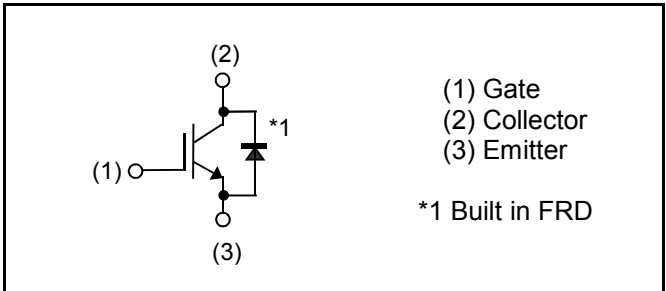 (2)
*1
(1)
(3)
(1) Gate
(2) Collector
(3) Emitter
*1 Built in FRD